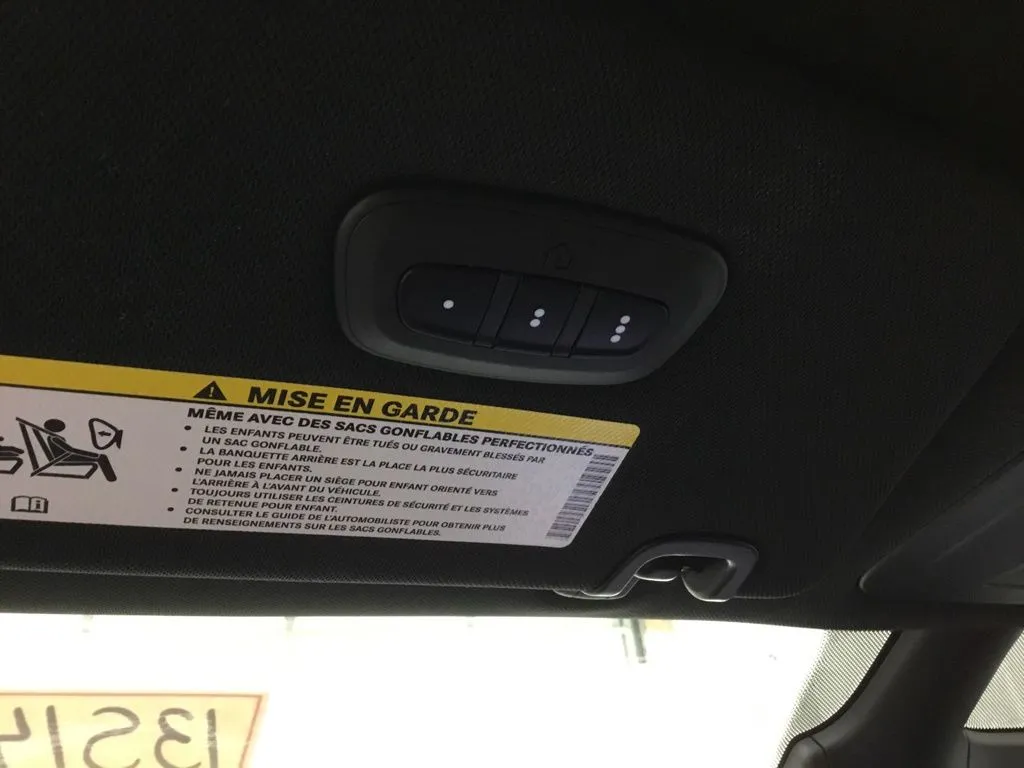 MISE EN GARDE
MÊME AVEC DES SACS GONFLABLES PERFECTIONNÉS
• LES ENFANTS PEUVENT ÊTRE TUÉS OU GRAVEMENT BLESSÉS PAR
UN SAC GONFLABLE.
• LA BANQUETTE ARRIÈRE EST LA PLACE LA PLUS SÉCURITAIRE
POUR LES ENFANTS.
• NE JAMAIS PLACER UN SIÈGE POUR ENFANT ORIENTÉ VERS
L'ARRIÈRE À L'AVANT DU VÉHICULE.
• TOUJOURS UTILISER LES CEINTURES DE SÉCURITÉ ET LES SYSTÈMES
DE RETENUE POUR ENFANT.
• CONSULTER LE GUIDE DE L'AUTOMOBILISTE POUR OBTENIR PLUS
DE RENSEIGNEMENTS SUR LES SACS GONFLABLES.